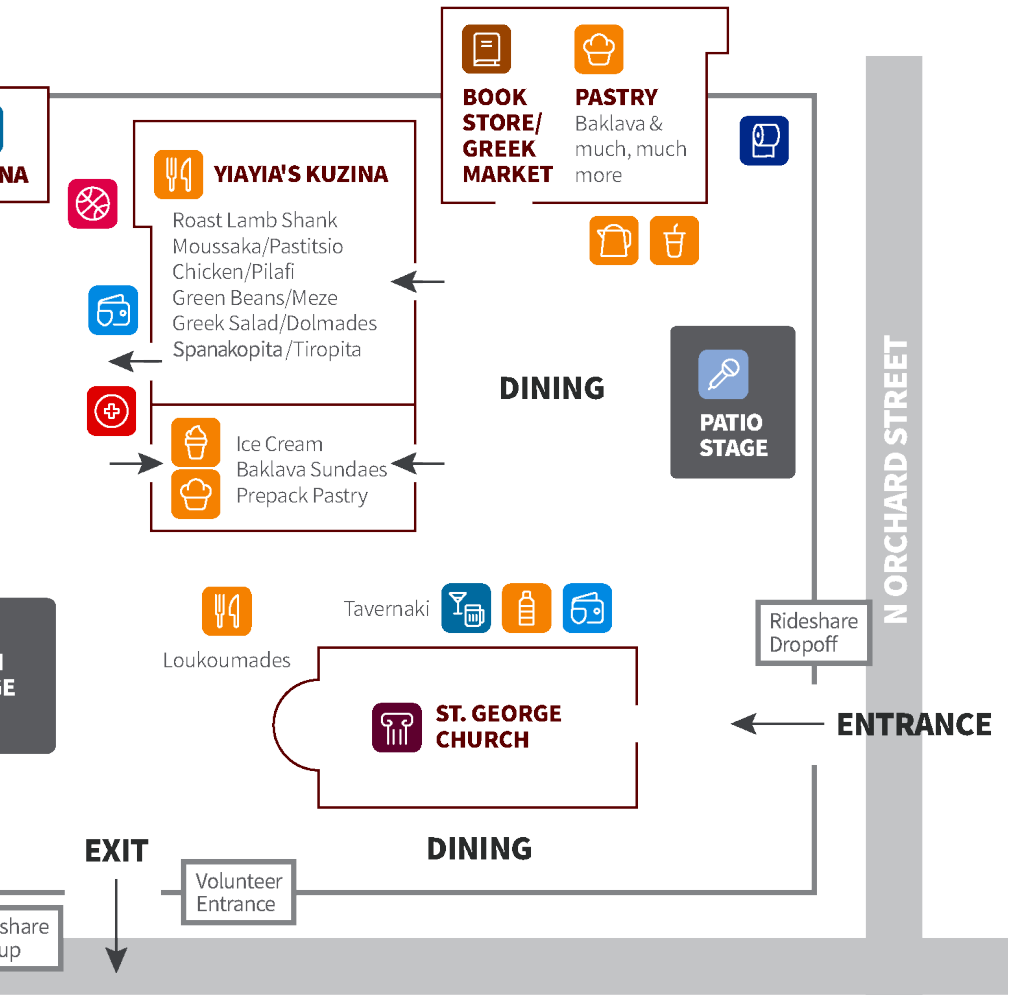 BOOK
STORE/
GREEK
MARKET
PASTRY
Baklava &
much, much
more
NA
YIAYIA'S KUZINA
Roast Lamb Shank
Moussaka/Pastitsio
Chicken/Pilafi
Green Beans/Meze
Greek Salad/Dolmades
Spanakopita/Tiropita
DINING
PATIO
STAGE
N ORCHARD STREET
Ice Cream
Baklava Sundaes
Prepack Pastry
Tavernaki
Loukoumades
Rideshare
Dropoff
GE
ST. GEORGE
CHURCH
ENTRANCE
EXIT
DINING
Volunteer
Entrance
share
up